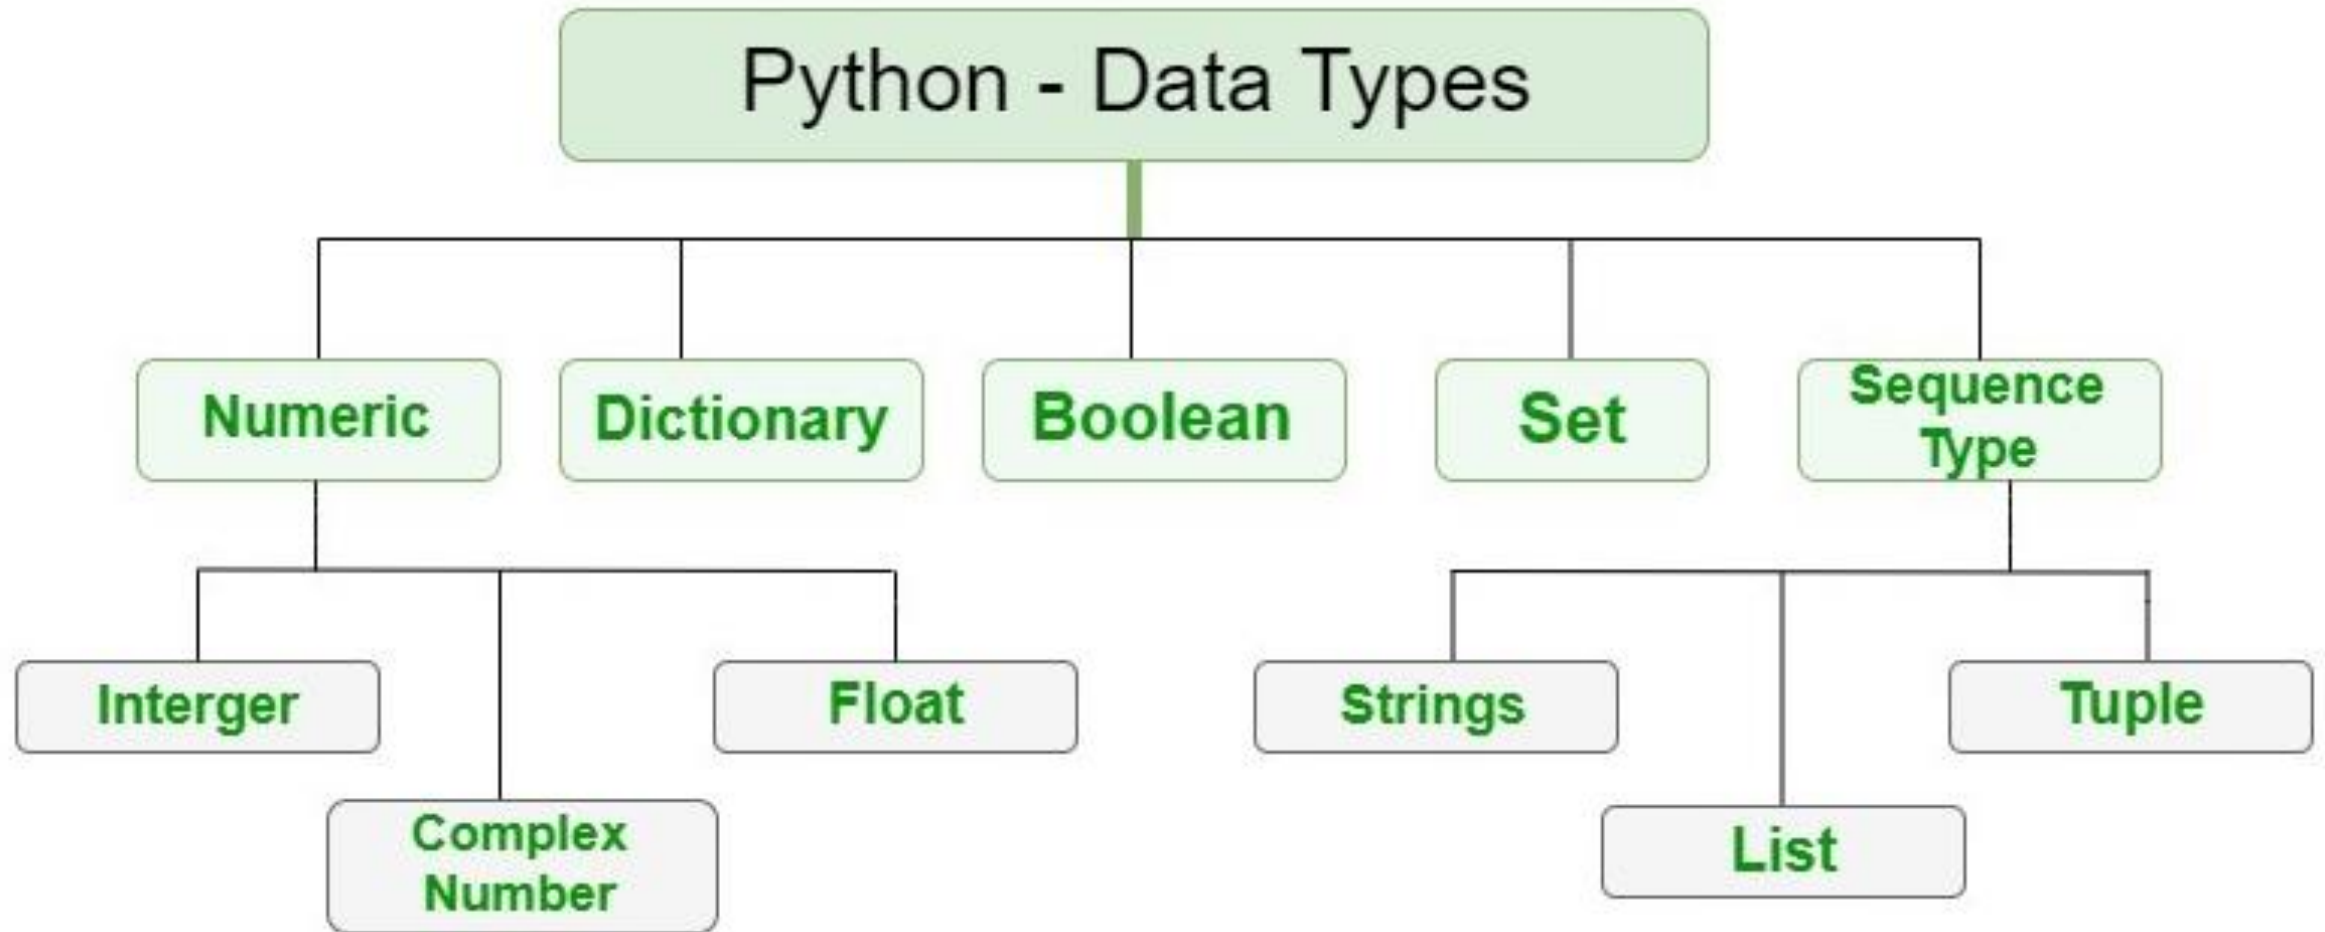 Python - Data Types
Numeric
Dictionary
Boolean
Set
Sequence
Type
Interger
Float
Strings
Tuple
Complex
Number
List